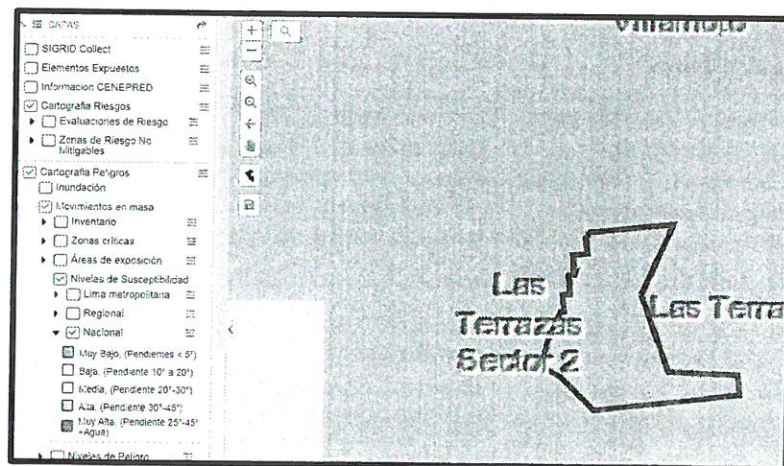 CAPAS
SIGRID Collect
Elementos Expuestos
Informacion CENEPRED
Cartografia Riesgos
Evaluaciones de Riesgo
Zonas de Riesgo No
Mitigables
Cartografia Peligros
Inundación
Movimientos en masa
Inventario
Zonas críticas
Áreas de exposición
Niveles de Susceptibilidad
Lima metropolitana
Regional
Nacional
Muy Bajo, (Pendientes < 5°)
Baja, (Pendiente 10° a 20°)
Media, (Pendiente 20°-30°)
Alta, (Pendiente 30°-45°)
Muy Alta, (Pendiente 25°-45°
+Agua)
Niveles de Peligro
Las
Terrazas
Sector 2
Las Terra